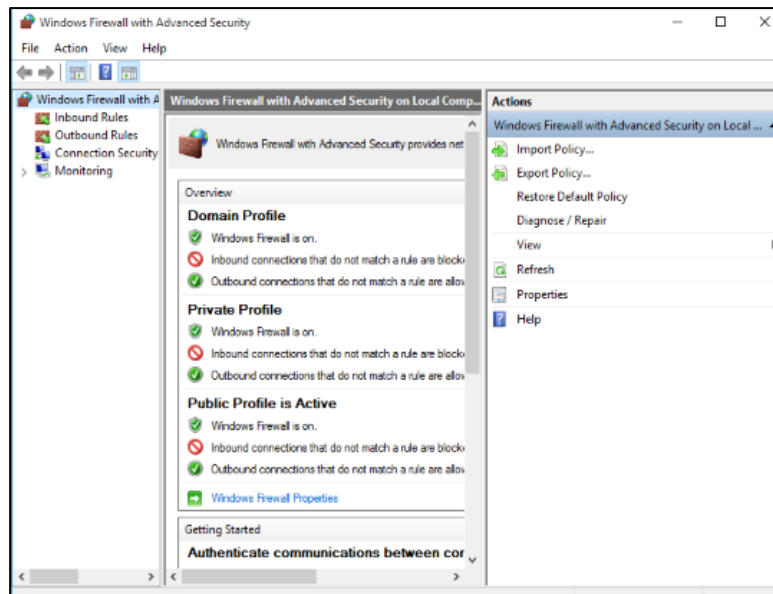 Windows Firewall with Advanced Security
File Action View Help
Windows Firewall with A
Inbound Rules
Outbound Rules
Connection Security
Monitoring
Windows Firewall with Advanced Security on Local Comp...
Windows Firewall with Advanced Security provides net
Overview
Domain Profile
Windows Firewall is on.
Inbound connections that do not match a rule are blocke
Outbound connections that do not match a rule are allow
Private Profile
Windows Firewall is on.
Inbound connections that do not match a rule are blocke
Outbound connections that do not match a rule are allow
Public Profile is Active
Windows Firewall is on.
Inbound connections that do not match a rule are blocke
Outbound connections that do not match a rule are allow
Windows Firewall Properties
Getting Started
Authenticate communications between cor
Actions
Windows Firewall with Advanced Security on Local ...
Import Policy...
Export Policy...
Restore Default Policy
Diagnose / Repair
View
Refresh
Properties
Help